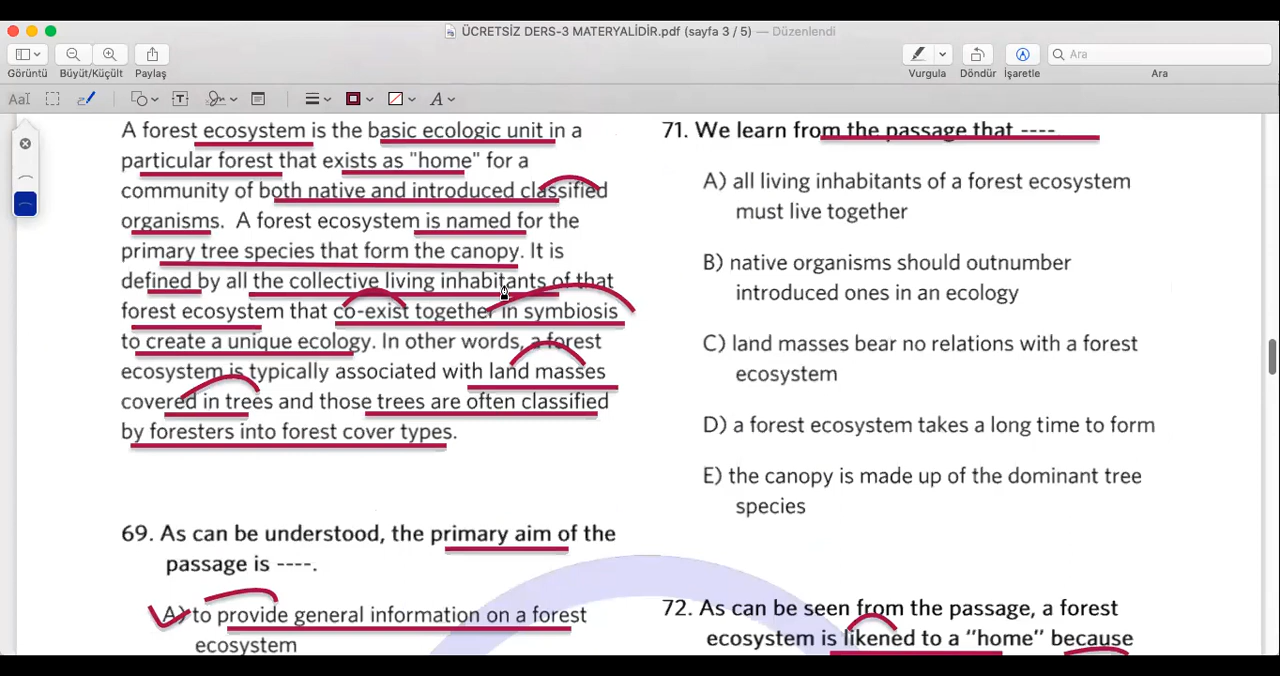 ÜCRETSİZ DERS-3 MATERYALİDİR.pdf (sayfa 3 / 5) — Düzenlendi
Görüntü
Büyüt/Küçült
Paylaş
Vurgula
Döndür
İşaretle
Ara
Ara
A forest ecosystem is the basic ecologic unit in a
particular forest that exists as "home" for a
community of both native and introduced classified
organisms. A forest ecosystem is named for the
primary tree species that form the canopy. It is
defined by all the collective living inhabitants of that
forest ecosystem that co-exist together in symbiosis
to create a unique ecology. In other words, a forest
ecosystem is typically associated with land masses
covered in trees and those trees are often classified
by foresters into forest cover types.
69. As can be understood, the primary aim of the
passage is ----.
A) to provide general information on a forest
ecosystem
71. We learn from the passage that ----
A) all living inhabitants of a forest ecosystem
must live together
B) native organisms should outnumber
introduced ones in an ecology
C) land masses bear no relations with a forest
ecosystem
D) a forest ecosystem takes a long time to form
E) the canopy is made up of the dominant tree
species
72. As can be seen from the passage, a forest
ecosystem is likened to a “home” because